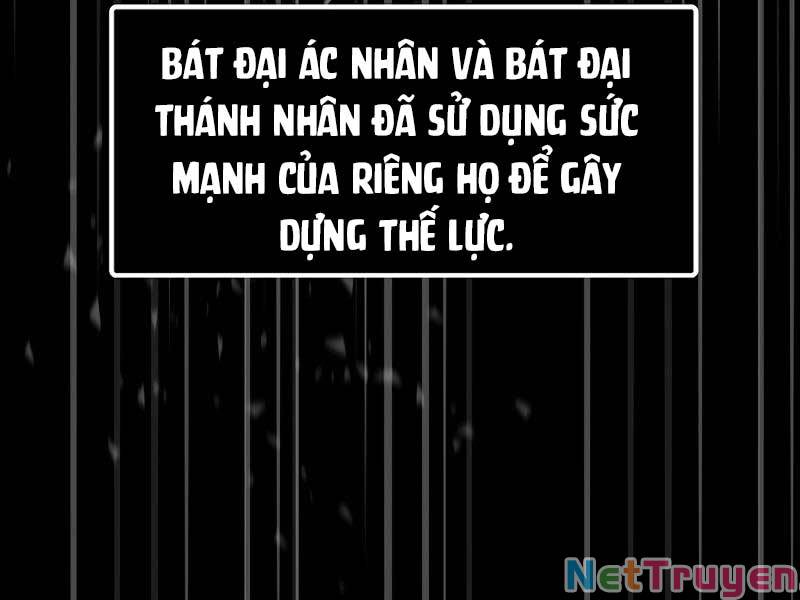 BÁT ĐẠI ÁC NHÂN VÀ BÁT ĐẠI
THÁNH NHÂN ĐÃ SỬ DỤNG SỨC
MẠNH CỦA RIÊNG HỌ ĐỂ GÂY
DỰNG THẾ LỰC.
NetTruyen